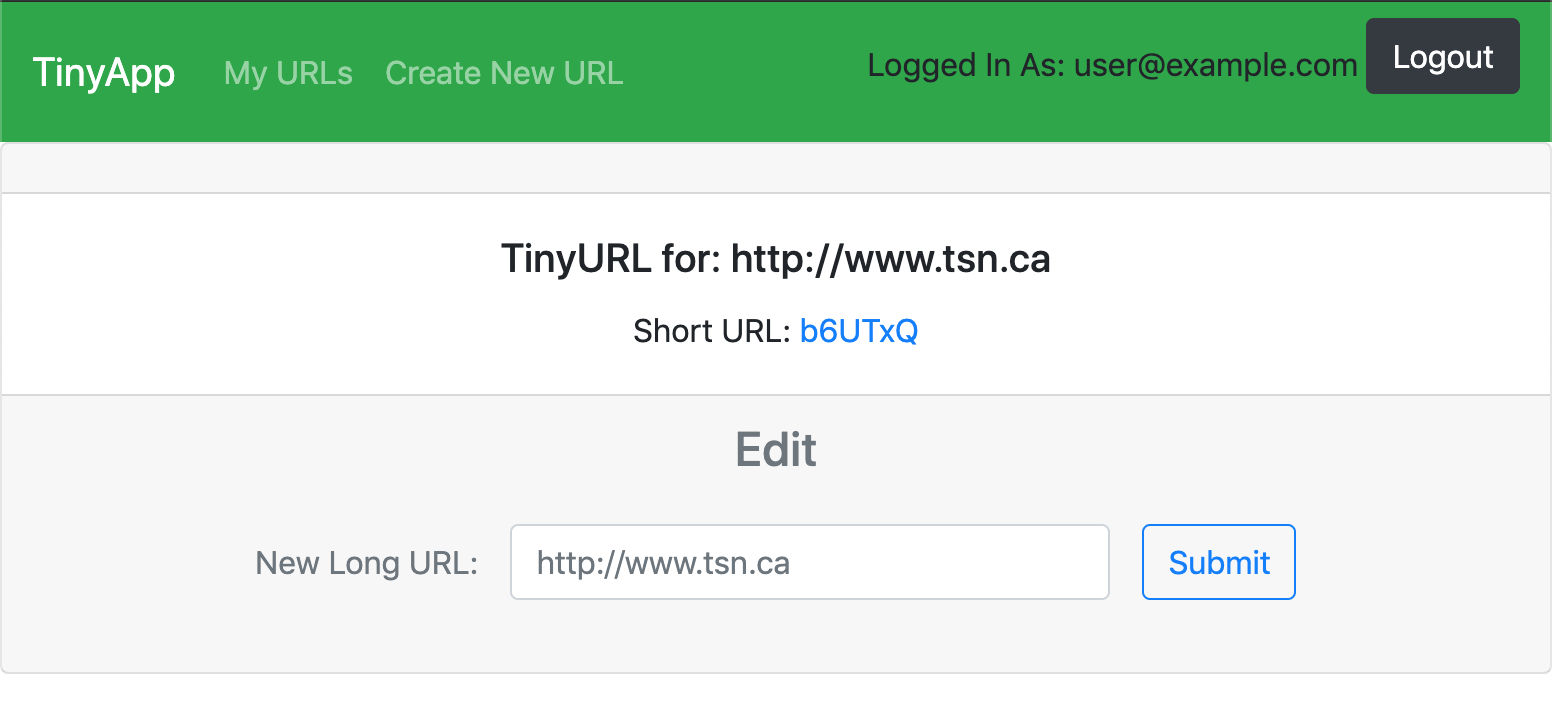 TinyApp My URLs Create New URL Logged In As: user@example.com Logout
TinyURL for: http://www.tsn.ca
Short URL: b6UTxQ
Edit
New Long URL: http://www.tsn.ca Submit